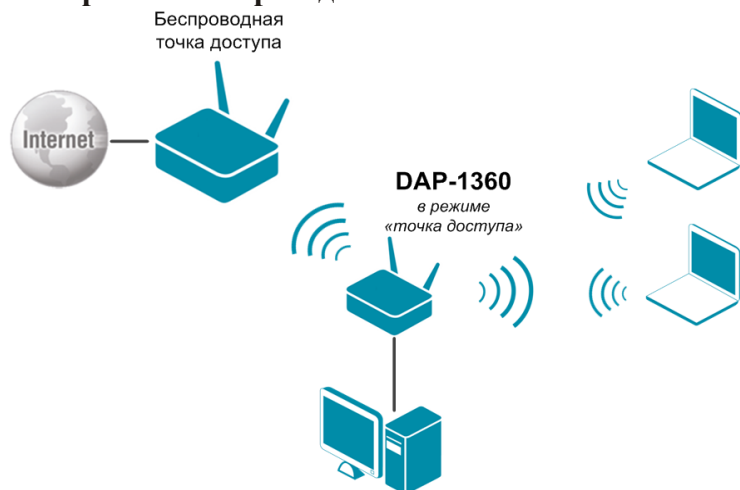 Беспроводная
точка доступа
Internet
DAP-1360
в режиме
«точка доступа»